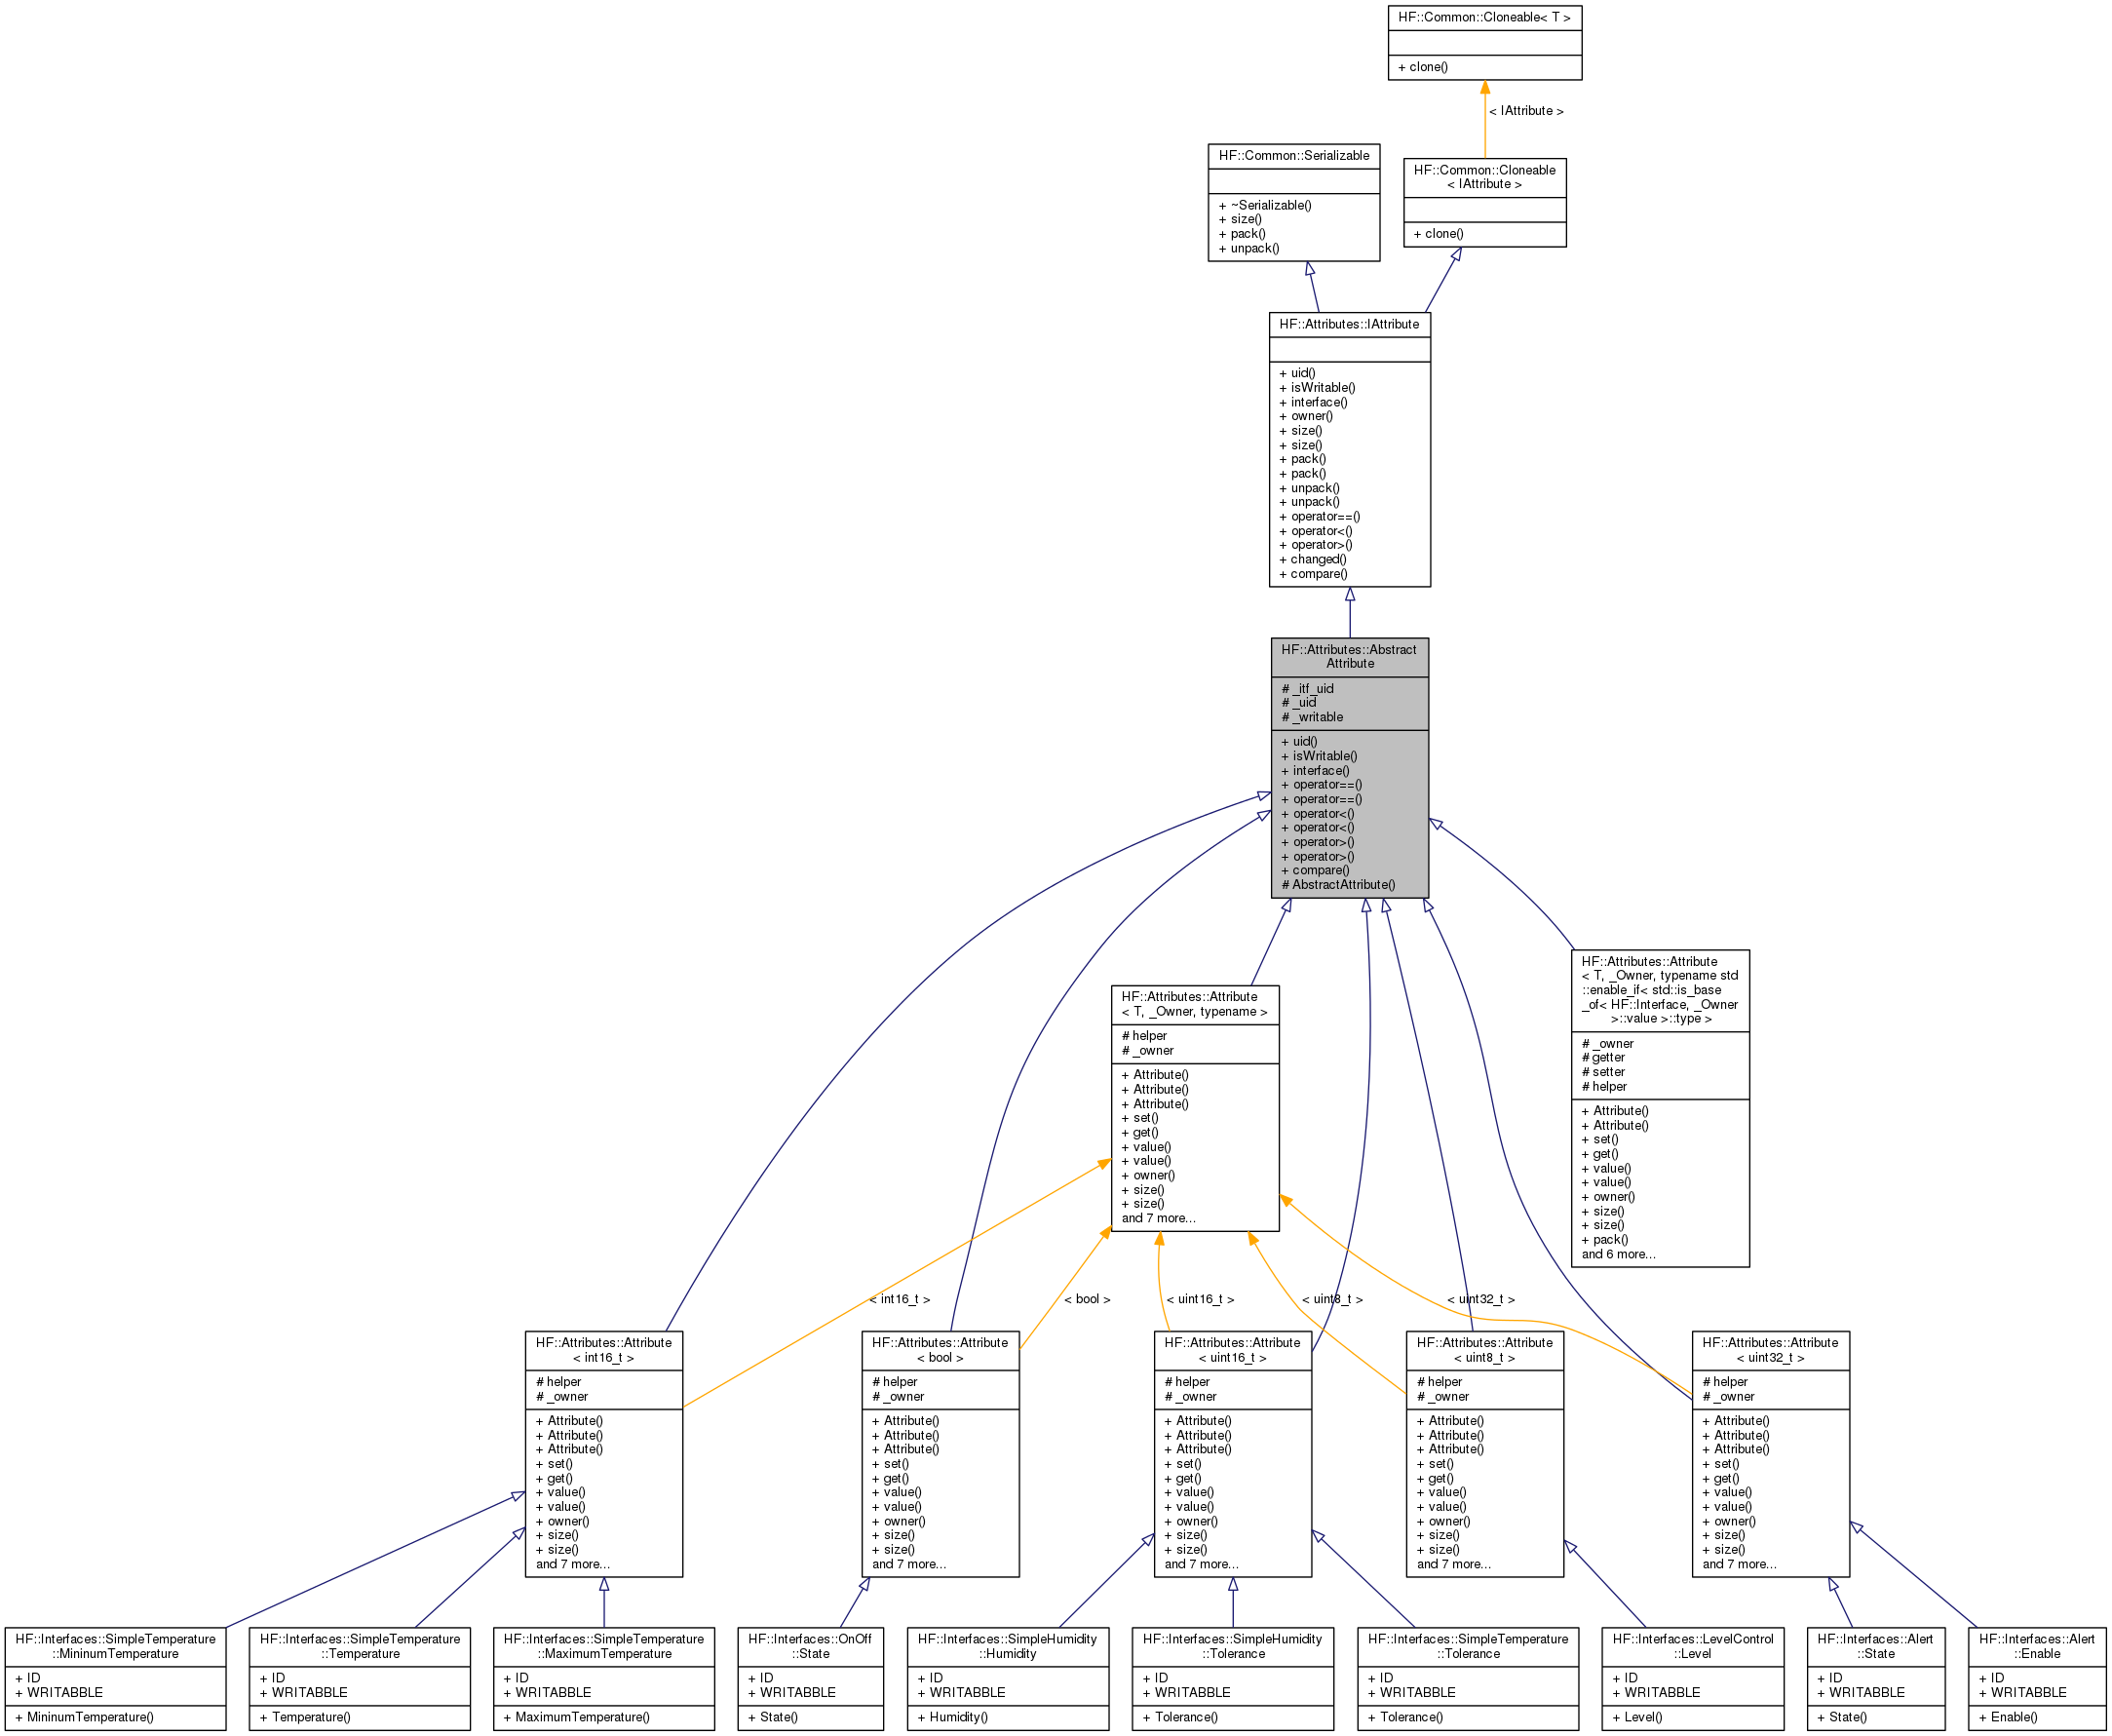 HF::Common::Cloneable< T >
+ clone()
< IAttribute >
HF::Common::Serializable
+ ~Serializable()
+ size()
+ pack()
+ unpack()
HF::Common::Cloneable
< IAttribute >
+ clone()
HF::Attributes::IAttribute
+ uid()
+ isWritable()
+ interface()
+ owner()
+ size()
+ size()
+ pack()
+ pack()
+ unpack()
+ unpack()
+ operator==()
+ operator<()
+ operator>()
+ changed()
+ compare()
HF::Attributes::Abstract
Attribute
# _itf_uid
# _uid
# _writable
+ uid()
+ isWritable()
+ interface()
+ operator==()
+ operator==()
+ operator<()
+ operator<()
+ operator>()
+ operator>()
+ compare()
# AbstractAttribute()
HF::Attributes::Attribute
< T, _Owner, typename >
# helper
# _owner
+ Attribute()
+ Attribute()
+ Attribute()
+ set()
+ get()
+ value()
+ value()
+ owner()
+ size()
+ size()
and 7 more...
HF::Attributes::Attribute
< T, _Owner, typename std
::enable_if< std::is_base
_of< HF::Interface, _Owner
>::value >::type >
# _owner
# getter
# setter
# helper
+ Attribute()
+ Attribute()
+ set()
+ get()
+ value()
+ value()
+ owner()
+ size()
+ size()
+ pack()
and 6 more...
< int16_t >
< bool >
< uint16_t >
< uint8_t >
< uint32_t >
HF::Attributes::Attribute
< int16_t >
# helper
# _owner
+ Attribute()
+ Attribute()
+ Attribute()
+ set()
+ get()
+ value()
+ value()
+ owner()
+ size()
+ size()
and 7 more...
HF::Attributes::Attribute
< bool >
# helper
# _owner
+ Attribute()
+ Attribute()
+ Attribute()
+ set()
+ get()
+ value()
+ value()
+ owner()
+ size()
+ size()
and 7 more...
HF::Attributes::Attribute
< uint16_t >
# helper
# _owner
+ Attribute()
+ Attribute()
+ Attribute()
+ set()
+ get()
+ value()
+ value()
+ owner()
+ size()
+ size()
and 7 more...
HF::Attributes::Attribute
< uint8_t >
# helper
# _owner
+ Attribute()
+ Attribute()
+ Attribute()
+ set()
+ get()
+ value()
+ value()
+ owner()
+ size()
+ size()
and 7 more...
HF::Attributes::Attribute
< uint32_t >
# helper
# _owner
+ Attribute()
+ Attribute()
+ Attribute()
+ set()
+ get()
+ value()
+ value()
+ owner()
+ size()
+ size()
and 7 more...
HF::Interfaces::SimpleTemperature
::MininumTemperature
+ ID
+ WRITABBLE
+ MininumTemperature()
HF::Interfaces::SimpleTemperature
::Temperature
+ ID
+ WRITABBLE
+ Temperature()
HF::Interfaces::SimpleTemperature
::MaximumTemperature
+ ID
+ WRITABBLE
+ MaximumTemperature()
HF::Interfaces::OnOff
::State
+ ID
+ WRITABBLE
+ State()
HF::Interfaces::SimpleHumidity
::Humidity
+ ID
+ WRITABBLE
+ Humidity()
HF::Interfaces::SimpleHumidity
::Tolerance
+ ID
+ WRITABBLE
+ Tolerance()
HF::Interfaces::SimpleTemperature
::Tolerance
+ ID
+ WRITABBLE
+ Tolerance()
HF::Interfaces::LevelControl
::Level
+ ID
+ WRITABBLE
+ Level()
HF::Interfaces::Alert
::State
+ ID
+ WRITABBLE
+ State()
HF::Interfaces::Alert
::Enable
+ ID
+ WRITABBLE
+ Enable()